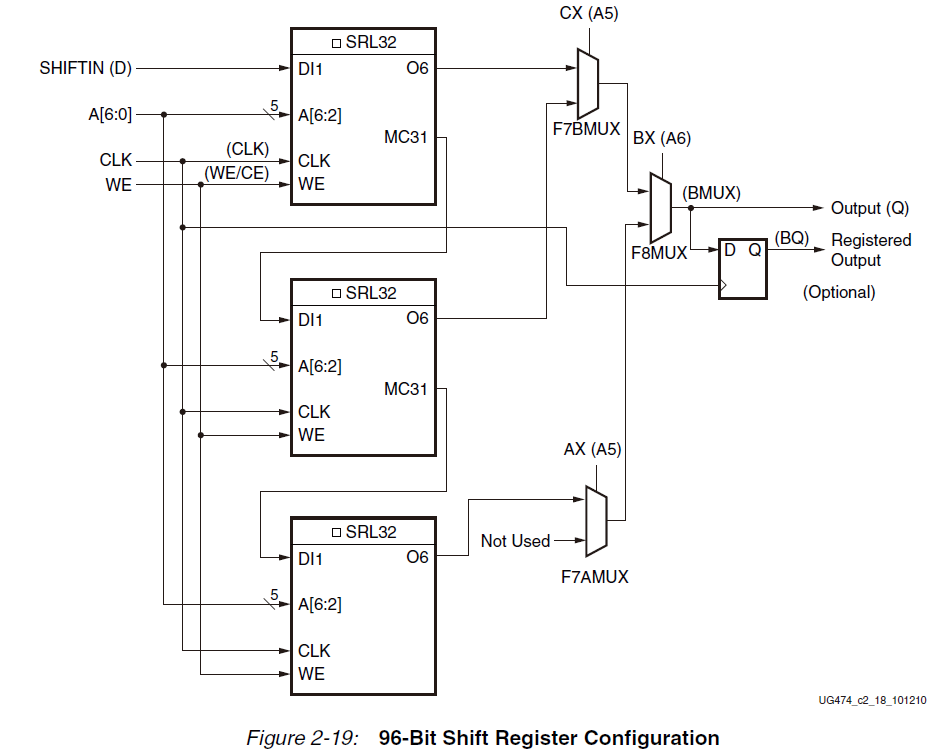 CX (A5)
□ SRL32
SHIFTIN (D)
DI1
O6
A[6:0]
5
A[6:2]
MC31
F7BMUX
BX (A6)
CLK
(CLK)
CLK
WE
(WE/CE)
WE
(BMUX)
Output (Q)
F8MUX
D Q
(BQ)
Registered
Output
(Optional)
□ SRL32
DI1
O6
5
A[6:2]
MC31
CLK
WE
AX (A5)
□ SRL32
DI1
O6
Not Used
F7AMUX
5
A[6:2]
CLK
WE
UG474_c2_18_101210
Figure 2-19: 96-Bit Shift Register Configuration